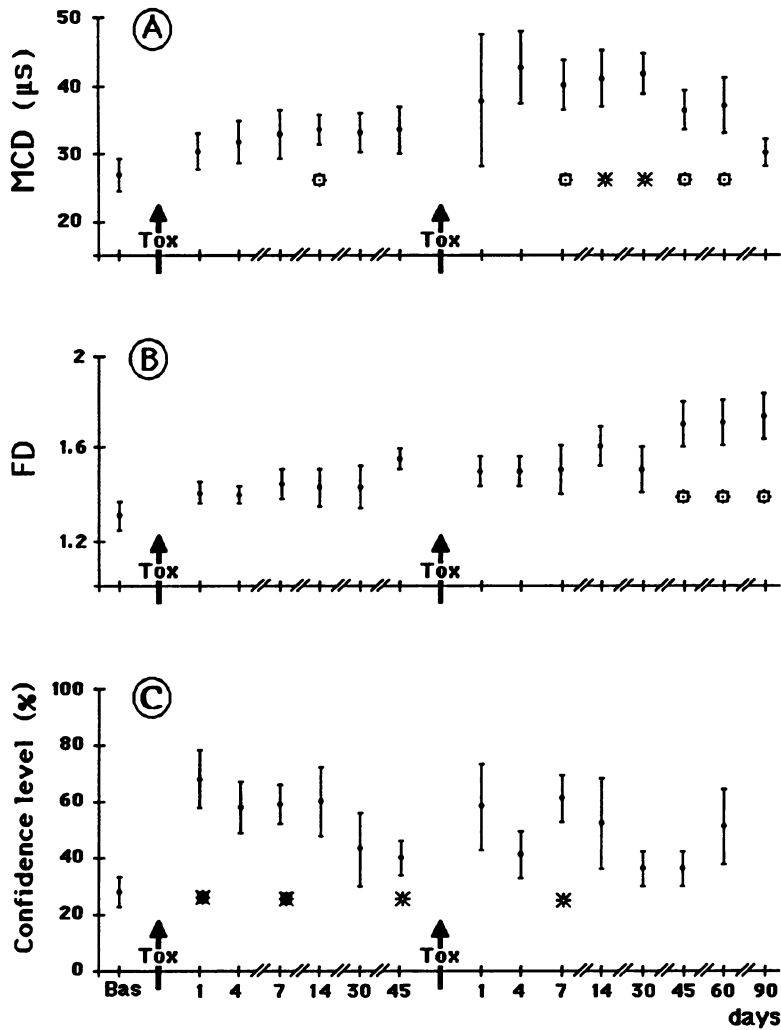 A
50
40
30
20
MCD (µs)
Tox
Tox
B
2
1.6
1.2
FD
Tox
Tox
C
100
80
60
40
20
0
Confidence level (%)
Tox
Tox
Bas 1 4 7 14 30 45 1 4 7 14 30 45 60 90
days